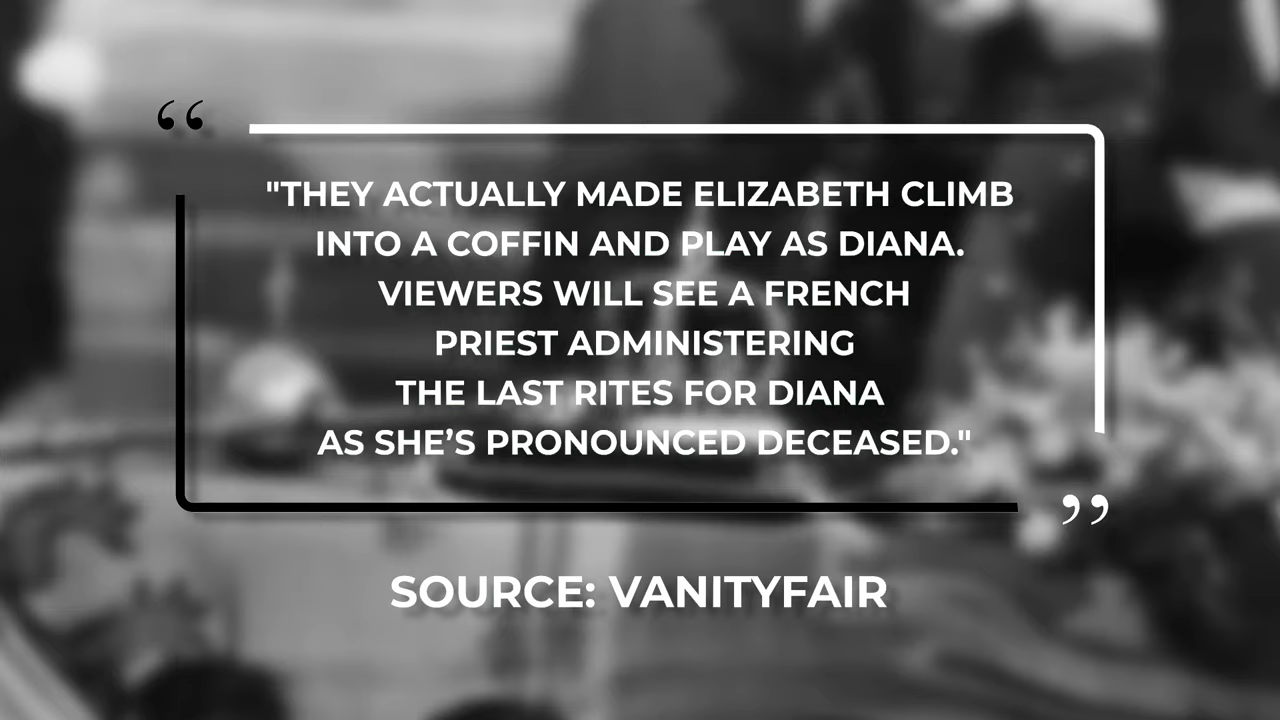 "THEY ACTUALLY MADE ELIZABETH CLIMB
INTO A COFFIN AND PLAY AS DIANA.
VIEWERS WILL SEE A FRENCH
PRIEST ADMINISTERING
THE LAST RITES FOR DIANA
AS SHE’S PRONOUNCED DECEASED."
SOURCE: VANITYFAIR